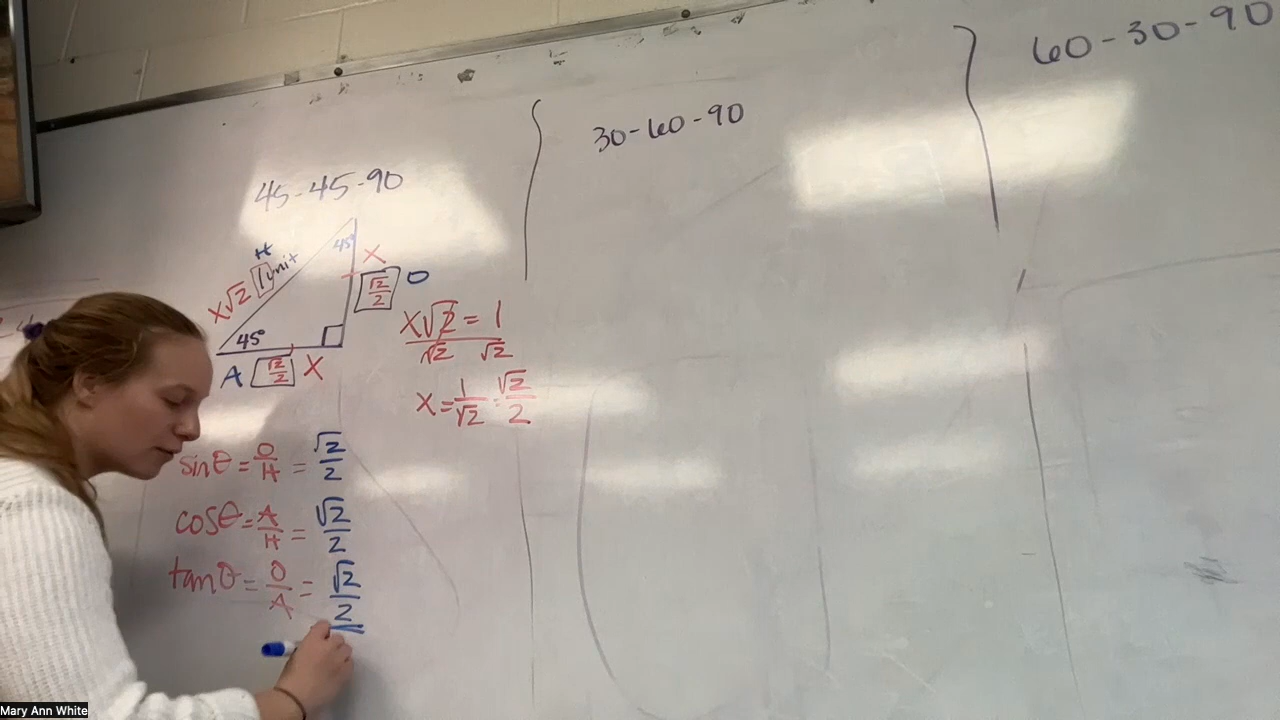 45-45-90
45°
H
1 unit
X√2
X
√2/2
O
45°
A √2/2 X
X√2 = 1
√2 √2
X = 1/√2 = √2/2
sinθ = O/H = √2/2
cosθ = A/H = √2/2
tanθ = O/A = √2/2
30-60-90
60-30-90
Mary Ann White